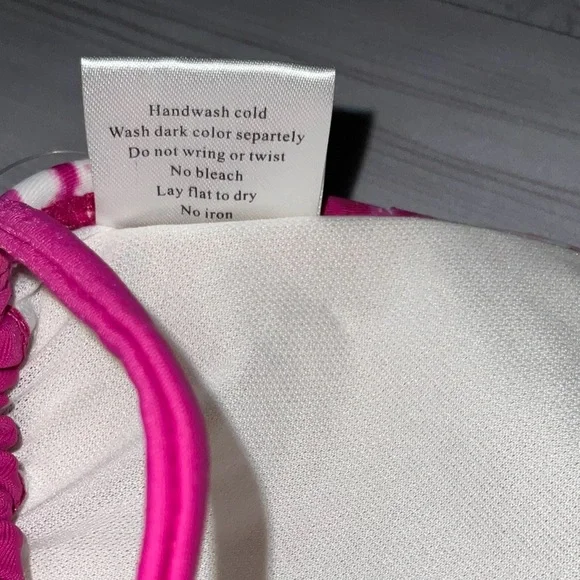 Handwash cold
Wash dark color separtely
Do not wring or twist
No bleach
Lay flat to dry
No iron